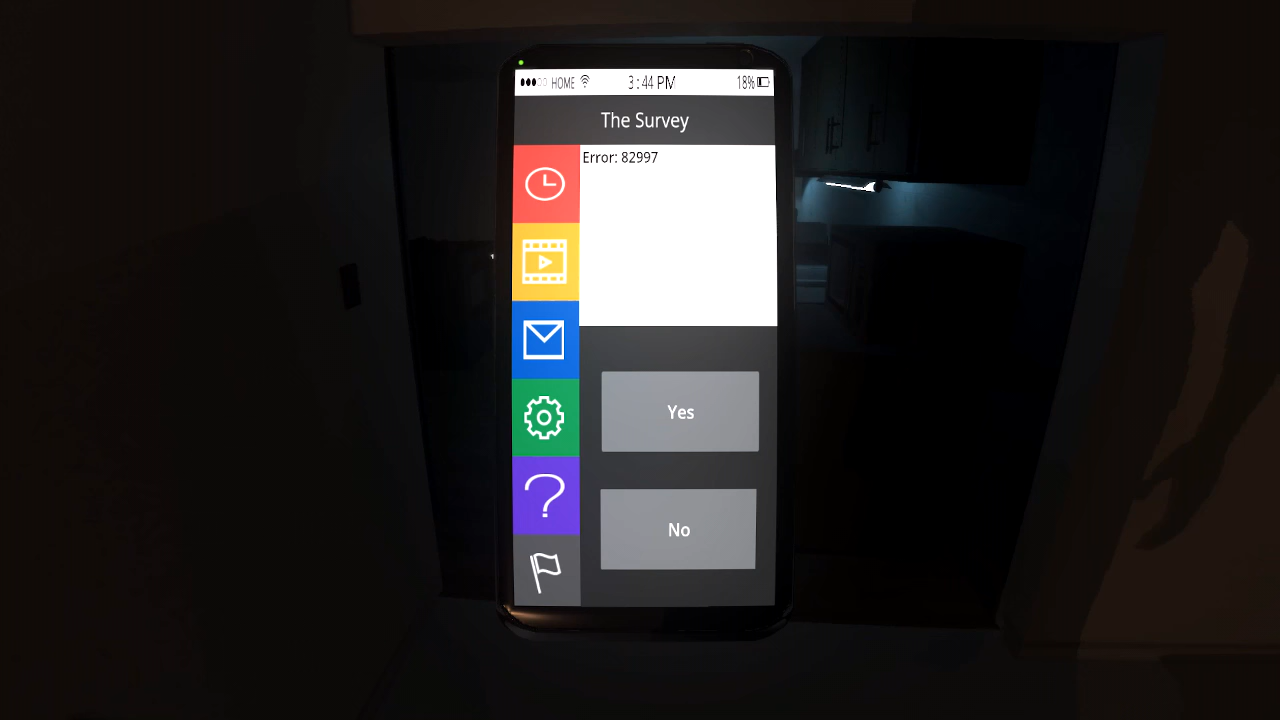 HOME 3:44 PM 18%
The Survey
Error: 82997
Yes
No